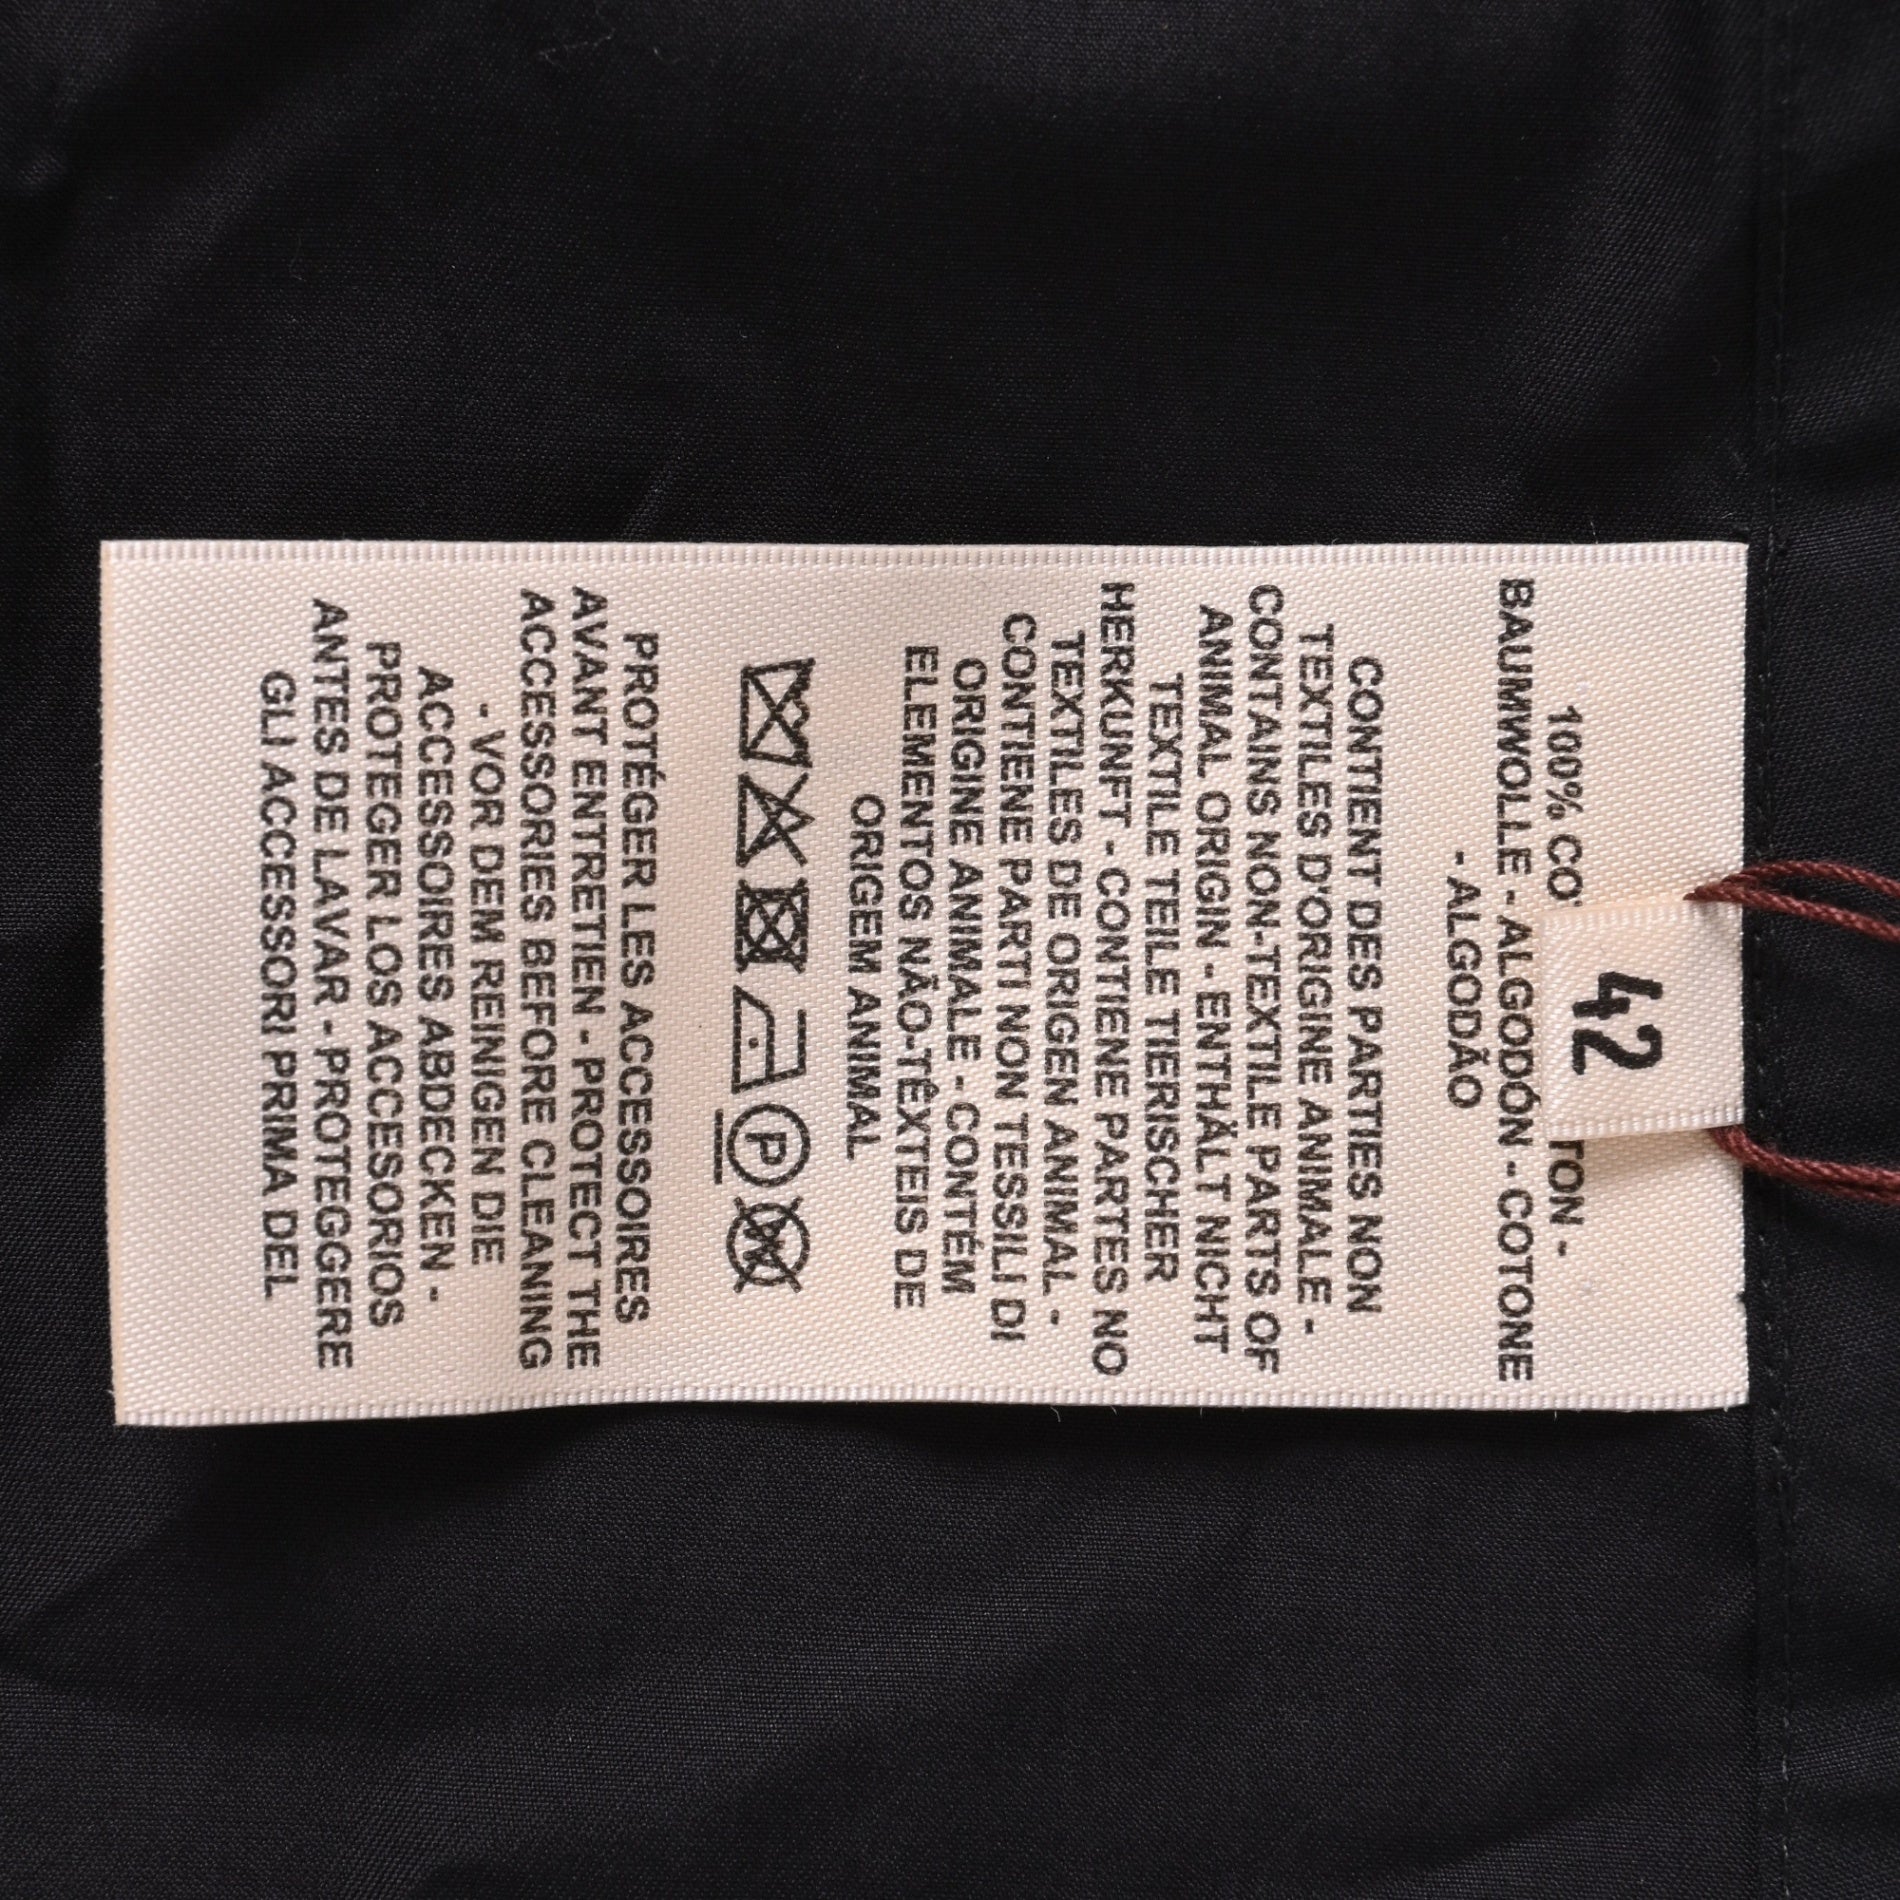 42
100% CO TON -
BAUMWOLLE - ALGODÓN - COTONE
- ALGODÃO
CONTIENT DES PARTIES NON
TEXTILES D'ORIGINE ANIMALE -
CONTAINS NON-TEXTILE PARTS OF
ANIMAL ORIGIN - ENTHÄLT NICHT
TEXTILE TEILE TIERISCHER
HERKUNFT - CONTIENE PARTES NO
TEXTILES DE ORIGEN ANIMAL -
CONTIENE PARTI NON TESSILI DI
ORIGINE ANIMALE - CONTÉM
ELEMENTOS NÃO-TÊXTEIS DE
ORIGEM ANIMAL
P
PROTÉGER LES ACCESSOIRES
AVANT ENTRETIEN - PROTECT THE
ACCESSORIES BEFORE CLEANING
- VOR DEM REINIGEN DIE
ACCESSOIRES ABDECKEN -
PROTEGER LOS ACCESORIOS
ANTES DE LAVAR - PROTEGGERE
GLI ACCESSORI PRIMA DEL